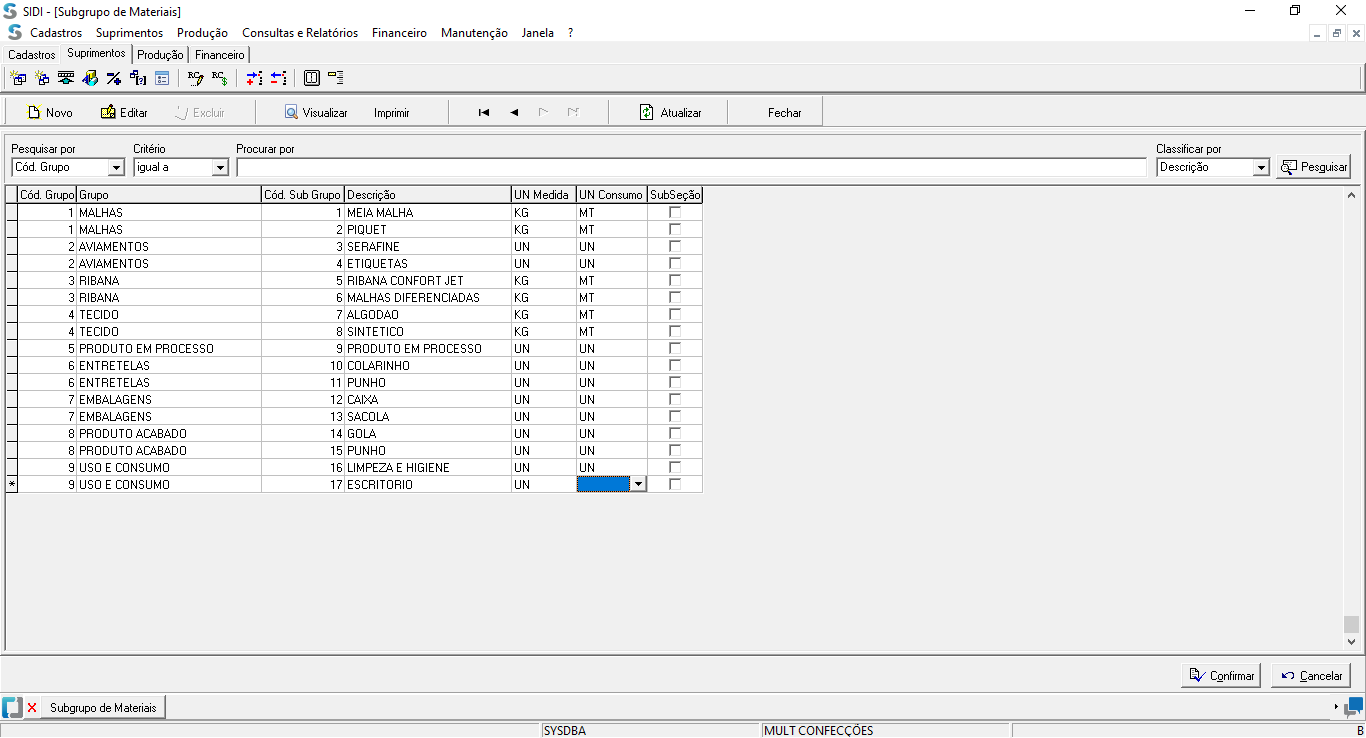 SIDI - [Subgrupo de Materiais]
Cadastros Suprimentos Produção Consultas e Relatórios Financeiro Manutenção Janela ?
Cadastros Suprimentos Produção Financeiro
Novo Editar Excluir Visualizar Imprimir Atualizar Fechar
Pesquisar por Critério Procurar por Classificar por
Cód. Grupo igual a Descrição Pesquisar
Cód. Grupo Grupo Cód. Sub Grupo Descrição UN Medida UN Consumo SubSeção
1 MALHAS 1 MEIA MALHA KG MT
1 MALHAS 2 PIQUET KG MT
2 AVIAMENTOS 3 SERAFINE UN UN
2 AVIAMENTOS 4 ETIQUETAS UN UN
3 RIBANA 5 RIBANA CONFORT JET KG MT
3 RIBANA 6 MALHAS DIFERENCIADAS KG MT
4 TECIDO 7 ALGODAO KG MT
4 TECIDO 8 SINTETICO KG MT
5 PRODUTO EM PROCESSO 9 PRODUTO EM PROCESSO UN UN
6 ENTRETELAS 10 COLARINHO UN UN
6 ENTRETELAS 11 PUNHO UN UN
7 EMBALAGENS 12 CAIXA UN UN
7 EMBALAGENS 13 SACOLA UN UN
8 PRODUTO ACABADO 14 GOLA UN UN
8 PRODUTO ACABADO 15 PUNHO UN UN
9 USO E CONSUMO 16 LIMPEZA E HIGIENE UN UN
* 9 USO E CONSUMO 17 ESCRITORIO UN
Confirmar Cancelar
Subgrupo de Materiais
SYSDBA MULT CONFECÇÕES B